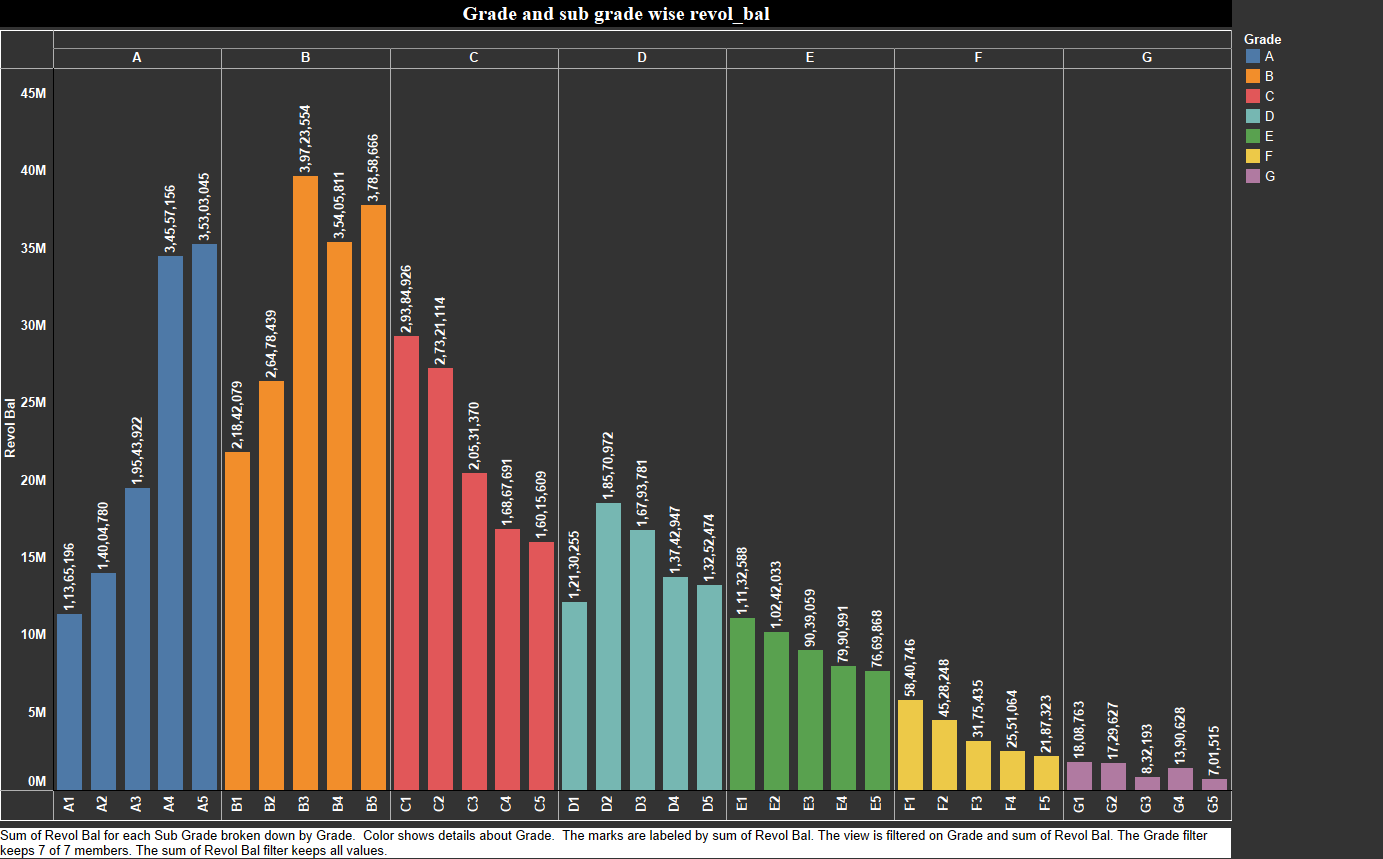 Grade and sub grade wise revol_bal
A B C D E F G
Grade
A
B
C
D
E
F
G
45M
40M
35M
30M
25M
20M
15M
10M
5M
0M
Revol Bal
1,13,65,196
1,40,04,780
1,95,43,922
3,45,57,156
3,53,03,045
2,18,42,079
2,64,78,439
3,97,23,554
3,54,05,811
3,78,58,666
2,93,84,926
2,73,21,114
2,05,31,370
1,68,67,691
1,60,15,609
1,21,30,255
1,85,70,972
1,67,93,781
1,37,42,947
1,32,52,474
1,11,32,588
1,02,42,033
90,39,059
79,90,991
76,69,868
58,40,746
45,28,248
31,75,435
25,51,064
21,87,323
18,08,763
17,29,627
8,32,193
13,90,628
7,01,515
A1 A2 A3 A4 A5 B1 B2 B3 B4 B5 C1 C2 C3 C4 C5 D1 D2 D3 D4 D5 E1 E2 E3 E4 E5 F1 F2 F3 F4 F5 G1 G2 G3 G4 G5
Sum of Revol Bal for each Sub Grade broken down by Grade.  Color shows details about Grade.  The marks are labeled by sum of Revol Bal. The view is filtered on Grade and sum of Revol Bal. The Grade filter
keeps 7 of 7 members. The sum of Revol Bal filter keeps all values.